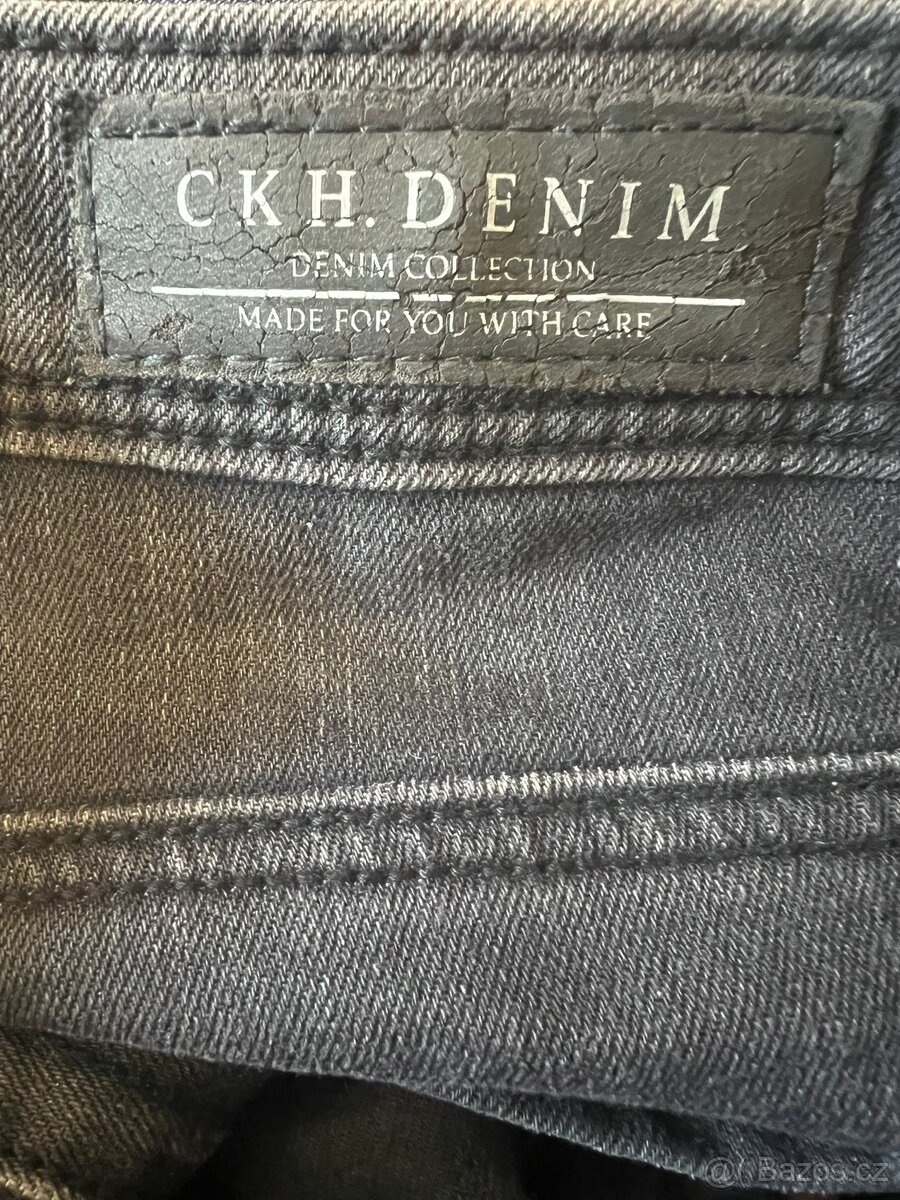 CKH. DENIM
DENIM COLLECTION
MADE FOR YOU WITH CARE
@ Bazos.cz